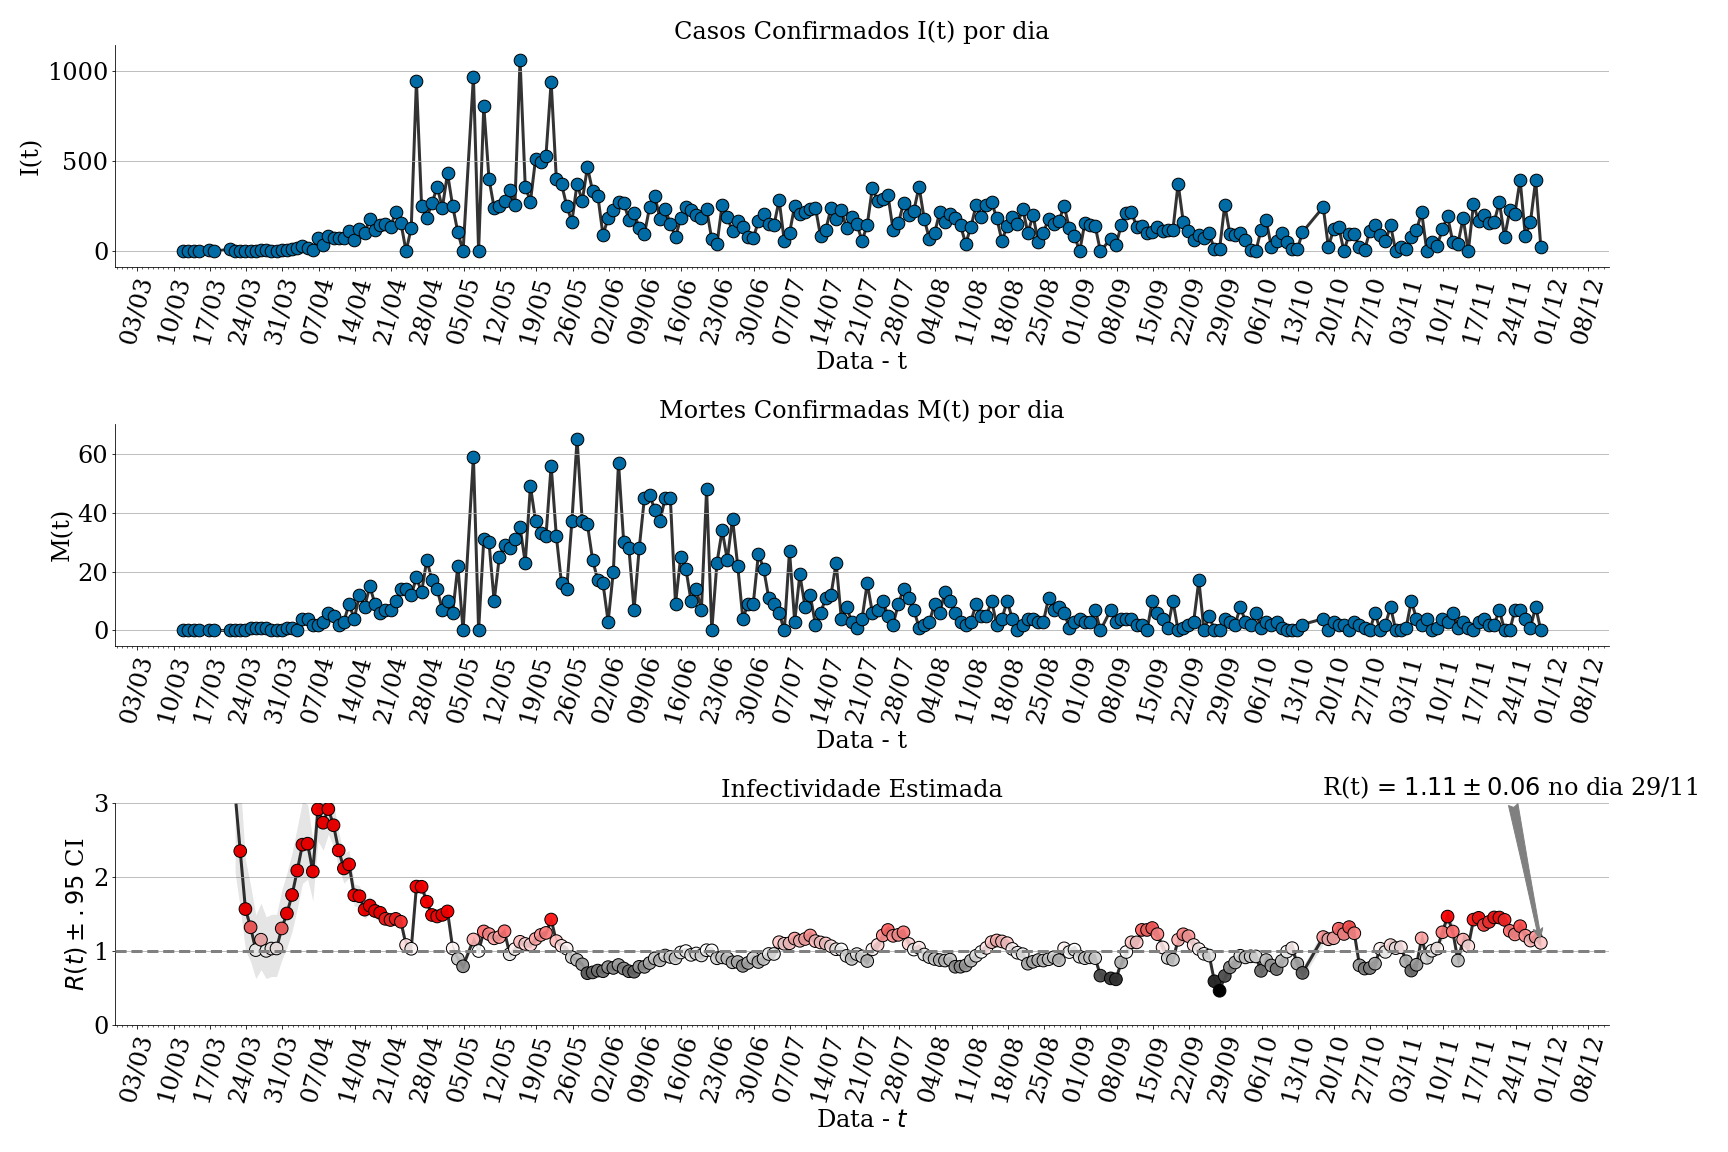 Casos Confirmados I(t) por dia
1000
500
0
I(t)
03/03 10/03 17/03 24/03 31/03 07/04 14/04 21/04 28/04 05/05 12/05 19/05 26/05 02/06 09/06 16/06 23/06 30/06 07/07 14/07 21/07 28/07 04/08 11/08 18/08 25/08 01/09 08/09 15/09 22/09 29/09 06/10 13/10 20/10 27/10 03/11 10/11 17/11 24/11 01/12 08/12
Data - t
Mortes Confirmadas M(t) por dia
60
40
20
0
M(t)
03/03 10/03 17/03 24/03 31/03 07/04 14/04 21/04 28/04 05/05 12/05 19/05 26/05 02/06 09/06 16/06 23/06 30/06 07/07 14/07 21/07 28/07 04/08 11/08 18/08 25/08 01/09 08/09 15/09 22/09 29/09 06/10 13/10 20/10 27/10 03/11 10/11 17/11 24/11 01/12 08/12
Data - t
Infectividade Estimada
R(t) = 1.11 ± 0.06 no dia 29/11
3
2
1
0
R(t) ± .95 CI
03/03 10/03 17/03 24/03 31/03 07/04 14/04 21/04 28/04 05/05 12/05 19/05 26/05 02/06 09/06 16/06 23/06 30/06 07/07 14/07 21/07 28/07 04/08 11/08 18/08 25/08 01/09 08/09 15/09 22/09 29/09 06/10 13/10 20/10 27/10 03/11 10/11 17/11 24/11 01/12 08/12
Data - t